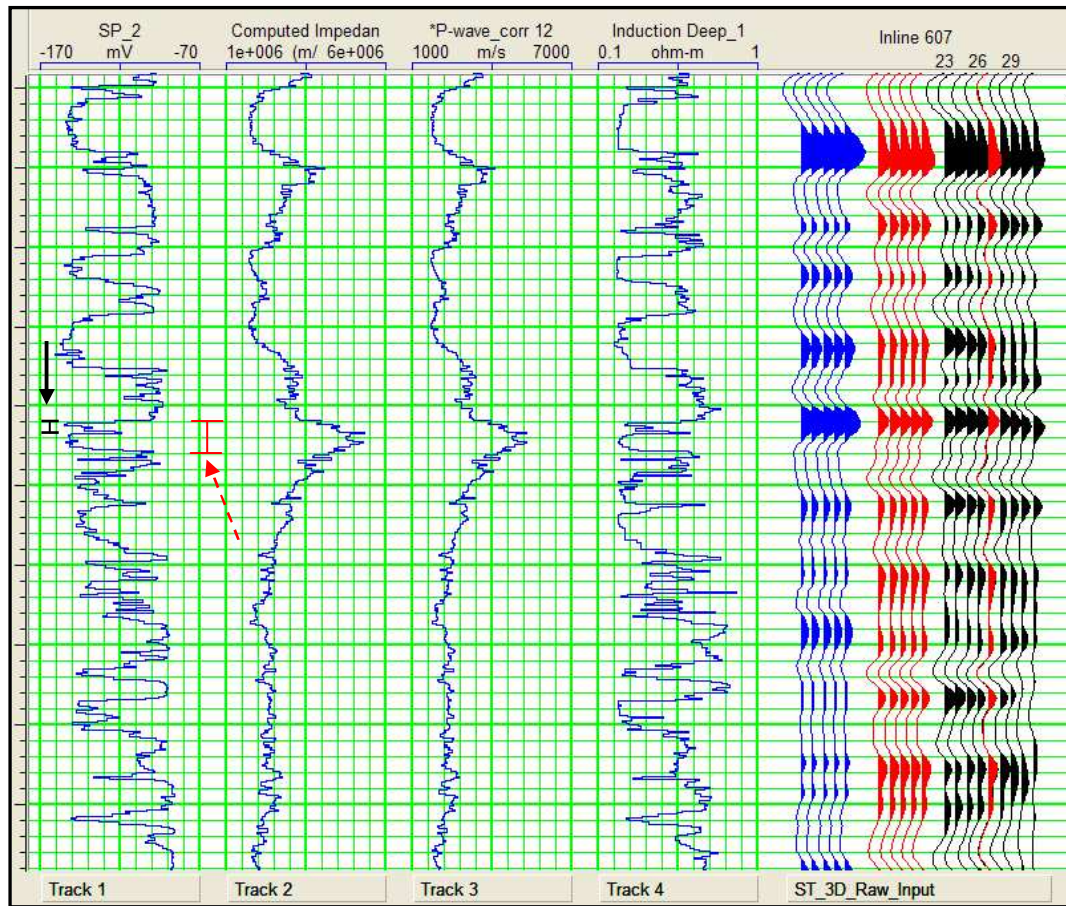 SP_2
-170 mV -70
Computed Impedan
1e+006 (m/ 6e+006
*P-wave_corr 12
1000 m/s 7000
Induction Deep_1
0.1 ohm-m 1
Inline 607
23 26 29
Track 1
Track 2
Track 3
Track 4
ST_3D_Raw_Input